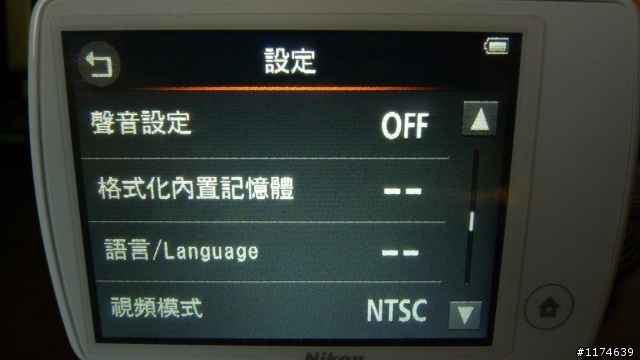 設定
聲音設定 OFF
格式化內置記憶體 --
語言/Language --
視頻模式 NTSC
Nikon
#1174639